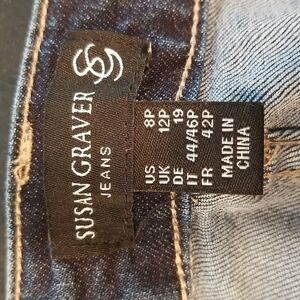 SUSAN GRAVER
JEANS
US 8P
UK 12P
DE 19
IT 44/46P
FR 42P
MADE IN
CHINA